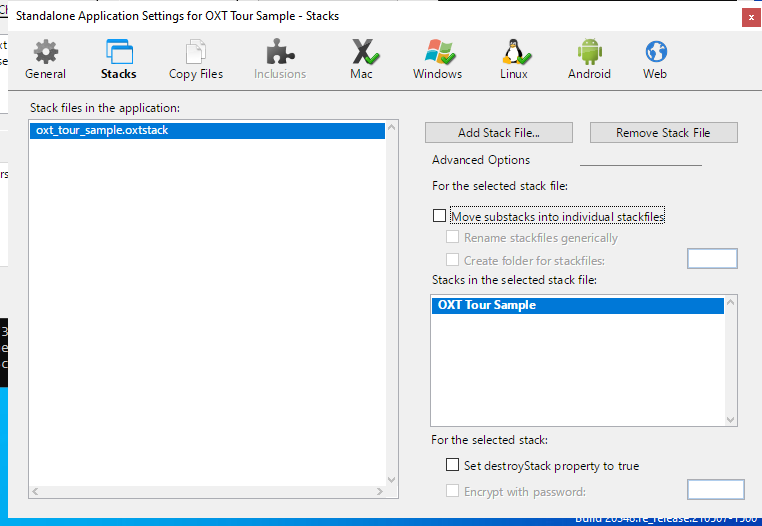 Standalone Application Settings for OXT Tour Sample - Stacks
General
Stacks
Copy Files
Inclusions
Mac
Windows
Linux
Android
Web
Stack files in the application:
oxt_tour_sample.oxtstack
Add Stack File...
Remove Stack File
Advanced Options
For the selected stack file:
Move substacks into individual stackfiles
Rename stackfiles generically
Create folder for stackfiles:
Stacks in the selected stack file:
OXT Tour Sample
For the selected stack:
Set destroyStack property to true
Encrypt with password: